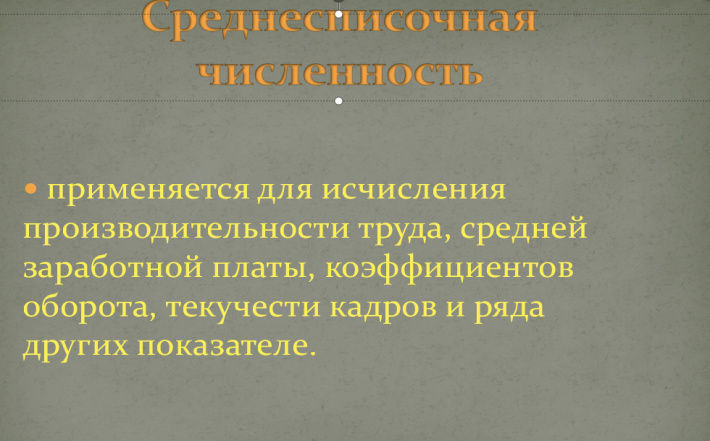 Среднесписочная
численность
• применяется для исчисления
производительности труда, средней
заработной платы, коэффициентов
оборота, текучести кадров и ряда
других показателе.